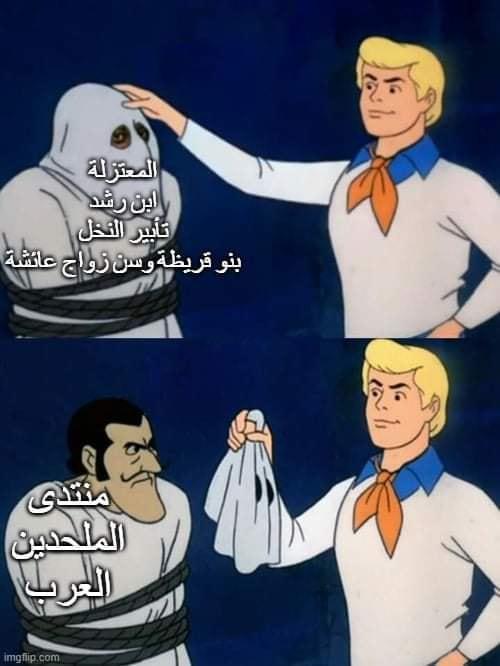 المعتزلة
ابن رشد
تأبير النخل
بنو قريظة وسن زواج عائشة
منتدى
الملحدين
العرب
imgflip.com